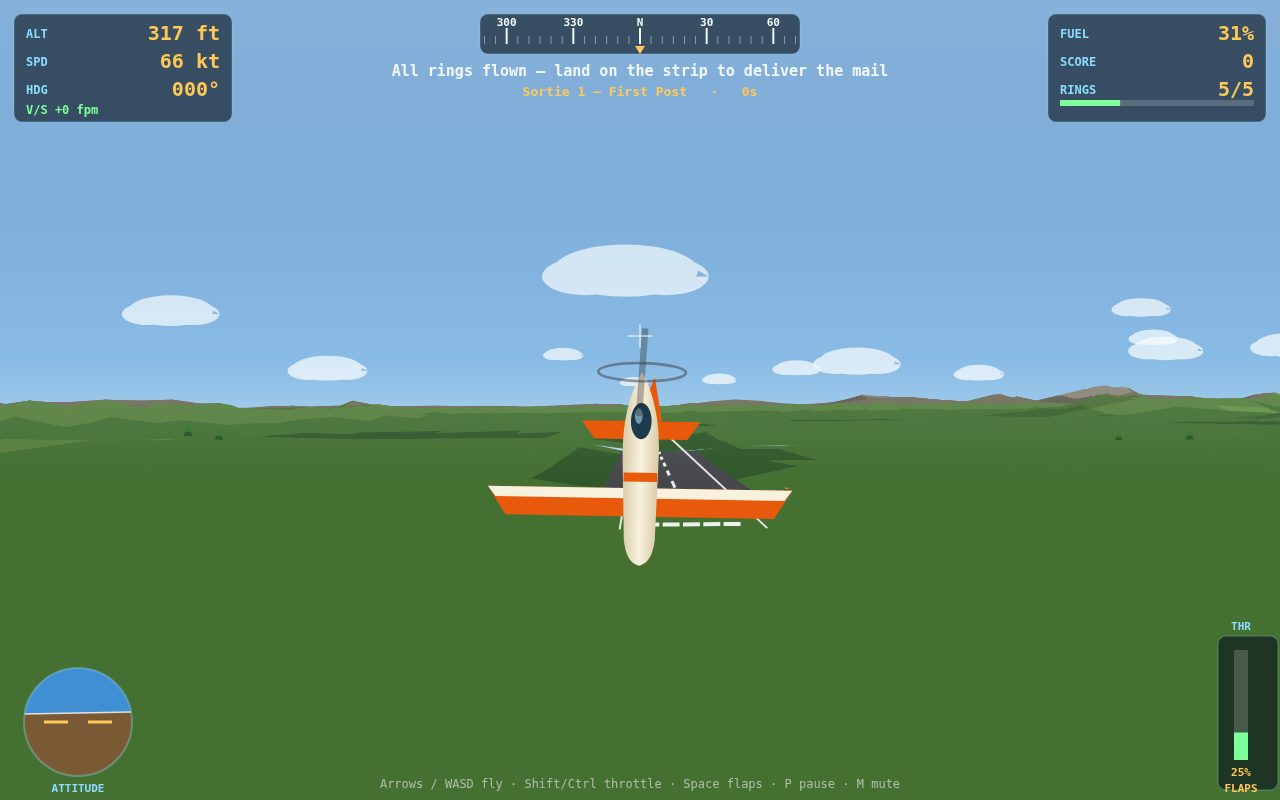 ALT 317 ft
SPD 66 kt
HDG 000°
V/S +0 fpm
300 330 N 30 60
All rings flown — land on the strip to deliver the mail
Sortie 1 — First Post · 0s
FUEL 31%
SCORE 0
RINGS 5/5
THR
25%
FLAPS
ATTITUDE
Arrows / WASD fly · Shift/Ctrl throttle · Space flaps · P pause · M mute